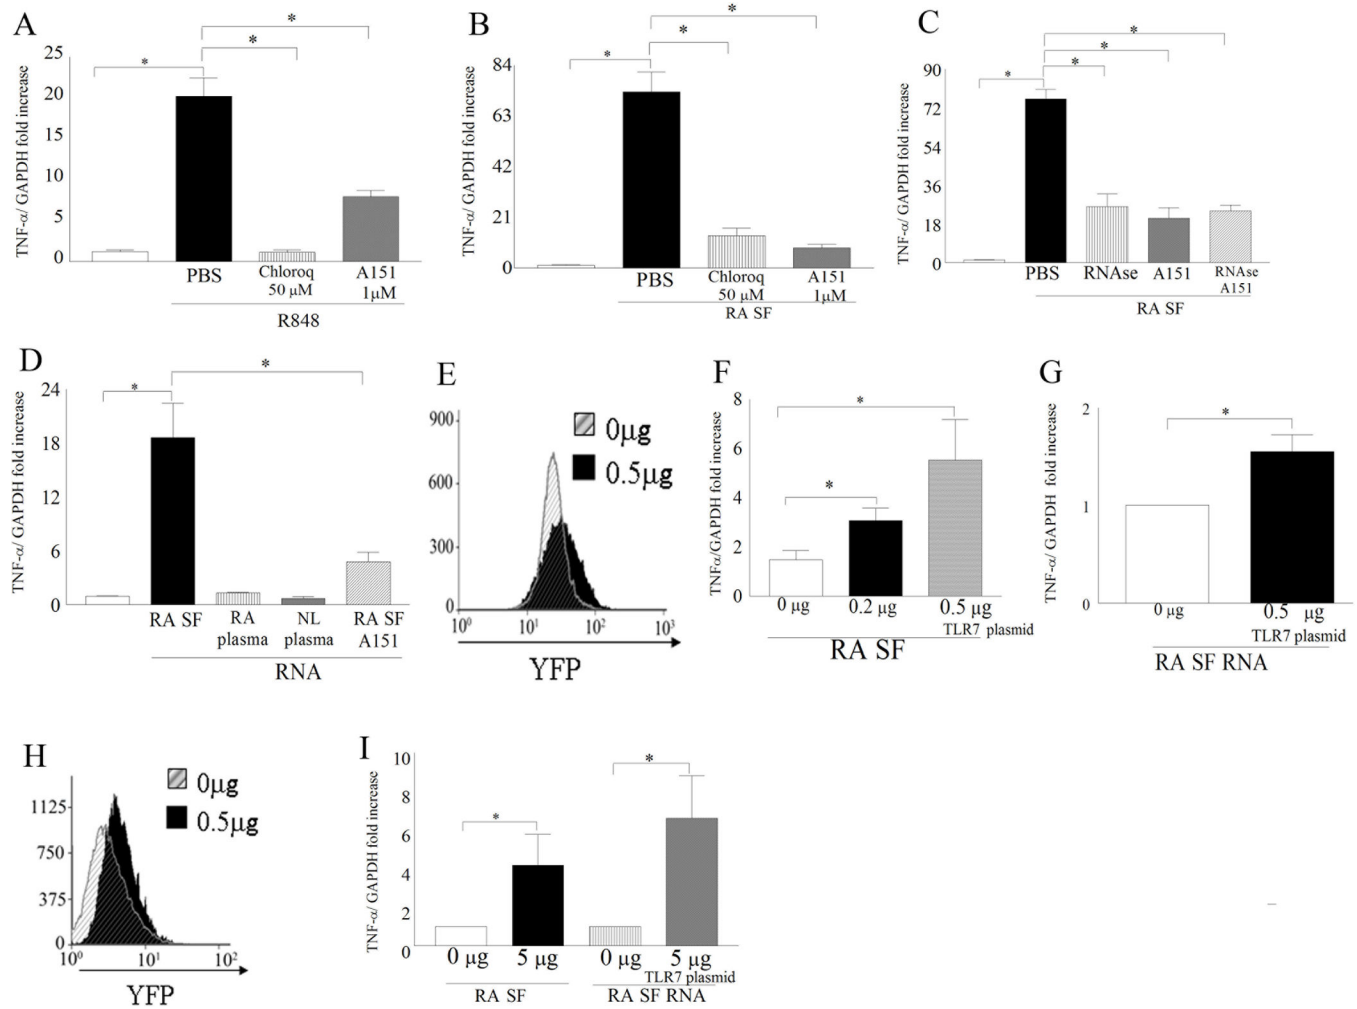 A
TNF-α/ GAPDH fold increase
25
20
15
10
5
0
*
*
*
PBS
Chloroq
50 μM
A151
1μM
R848
B
TNF-α/ GAPDH fold increase
84
63
42
21
0
*
*
*
PBS
Chloroq
50 μM
A151
1μM
RA SF
C
TNF-α/ GAPDH fold increase
90
72
54
36
18
0
*
*
*
*
PBS
RNAse
A151
RNAse
A151
RA SF
D
TNF-α/ GAPDH fold increase
24
18
12
6
0
*
*
RA SF
RA
plasma
NL
plasma
RA SF
A151
RNA
E
900
600
300
0
0μg
0.5μg
10⁰ 10¹ 10² 10³
YFP
F
TNFα/GAPDH fold increase
8
6
4
2
0
*
*
0 μg 0.2 μg 0.5 μg
TLR7 plasmid
RA SF
G
TNF-α/ GAPDH fold increase
2
1
0
*
0 μg 0.5 μg
TLR7 plasmid
RA SF RNA
H
1125
750
375
0
0μg
0.5μg
10⁰ 10¹ 10²
YFP
I
TNF-α/ GAPDH fold increase
10
8
6
4
2
0
*
*
0 μg 5 μg 0 μg 5 μg
TLR7 plasmid
RA SF RA SF RNA